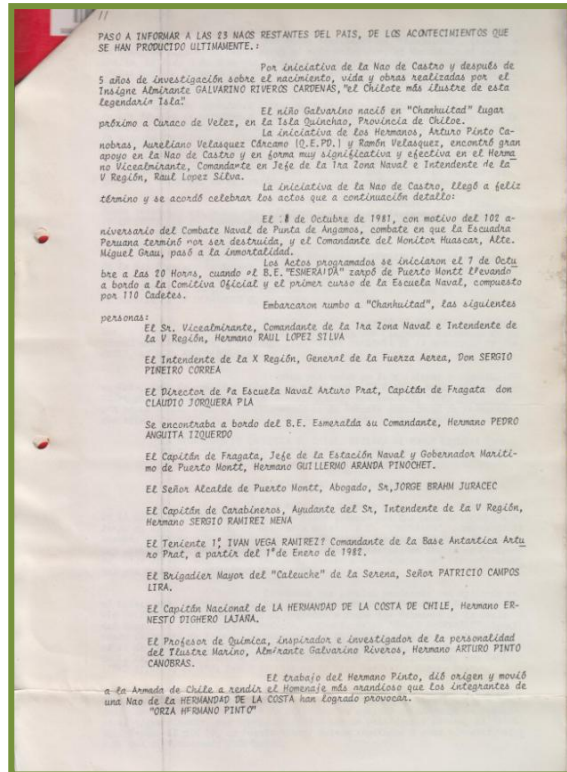 PASO A INFORMAR A LAS 23 NAOS RESTANTES DEL PAIS, DE LOS ACONTECIMIENTOS QUE
SE HAN PRODUCIDO ULTIMAMENTE.:
Por iniciativa de la Nao de Castro y después de
5 años de investigación sobre el nacimiento, vida y obras realizadas por el
Insigne Almirante GALVARINO RIVEROS CARDENAS, "el Chilote más ilustre de esta
legendaria Isla"
El niño Galvarino nació en "Chanhuitad" lugar
próximo a Curaco de Velez, en la Isla Quinchao, Provincia de Chiloe.
La iniciativa de los Hermanos, Arturo Pinto Ca-
nobras, Aureliano Velasquez Cárcamo (Q.E.PD.) y Ramón Velasquez, encontró gran
apoyo en la Nao de Castro y en forma muy significativa y efectiva en el Herma
no Vicealmirante, Comandante en Jefe de la 1ra Zona Naval e Intendente de la
V Región, Raul Lopez Silva.
La iniciativa de la Nao de Castro, llegó a feliz
término y se acordó celebrar los actos que a continuación detallo:
El 8 de Octubre de 1981, con motivo del 102 a-
niversario del Combate Naval de Punta de Angamos, combate en que la Escuadra
Peruana terminó por ser destruida, y el Comandante del Monitor Huascar, Alte.
Miguel Grau, pasó a la inmortalidad.
Los Actos programados se iniciaron el 7 de Octu
bre a las 20 Horas, cuando el B.E. "ESMERALDA" zarpó de Puerto Montt llevando
a bordo a la Comitiva Oficial y el primer curso de la Escuela Naval, compuesto
por 110 Cadetes.
Embarcaron rumbo a "Chanhuitad", las siguientes
personas:
El Sr. Vicealmirante, Comandante de la 1ra Zona Naval e Intendente de
la V Región, Hermano RAUL LOPEZ SILVA
El Intendente de la X Región, General de la Fuerza Aerea, Don SERGIO
PIÑEIRO CORREA
El Director de la Escuela Naval Arturo Prat, Capitán de Fragata don
CLAUDIO JORQUERA PLA
Se encontraba a bordo del B.E. Esmeralda su Comandante, Hermano PEDRO
ANGUITA IZQUERDO
El Capitán de Fragata, Jefe de la Estación Naval y Gobernador Maríti-
mo de Puerto Montt, Hermano GUILLERMO ARANDA PINOCHET.
El Señor Alcalde de Puerto Montt, Abogado, Sr, JORGE BRAHM JURACEC
El Capitán de Carabineros, Ayudante del Sr, Intendente de la V Región,
Hermano SERGIO RAMIREZ MENA
El Teniente 1°, IVAN VEGA RAMIREZ? Comandante de la Base Antartica Artu
ro Prat, a partir del 1°de Enero de 1982.
El Brigadier Mayor del "Caleuche" de la Serena, Señor PATRICIO CAMPOS
LIRA.
El Capitán Nacional de LA HERMANDAD DE LA COSTA DE CHILE, Hermano ER-
NESTO DIGHERO LAJAÑA.
El Profesor de Química, inspirador e investigador de la personalidad
del Ilustre Marino, Almirante Galvarino Riveros, Hermano ARTURO PINTO
CANOBRAS.
El trabajo del Hermano Pinto, dió origen y movió
a la Armada de Chile a rendir el Homenaje más grandioso que los integrantes de
una Nao de la HERMANDAD DE LA COSTA han logrado provocar.
"ORZA HERMANO PINTO"